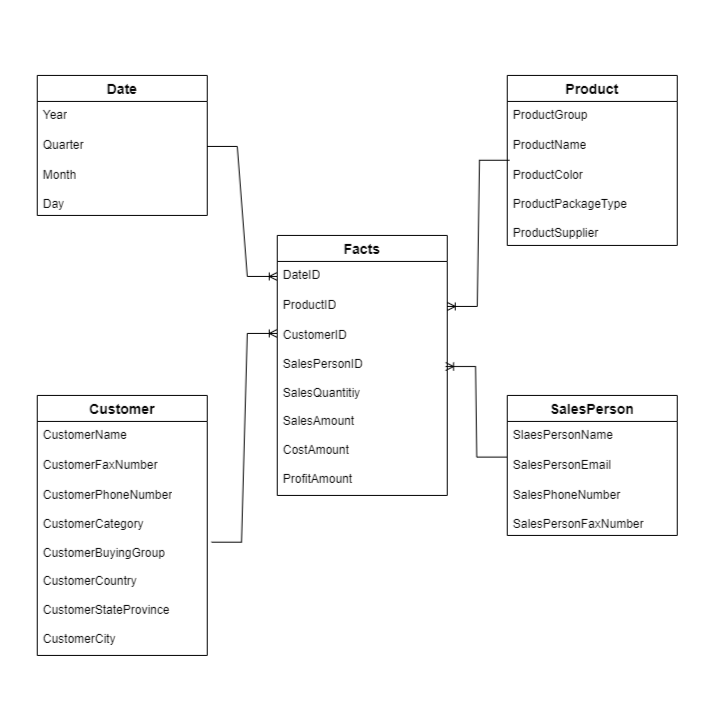 Date
Year
Quarter
Month
Day
Product
ProductGroup
ProductName
ProductColor
ProductPackageType
ProductSupplier
Facts
DateID
ProductID
CustomerID
SalesPersonID
SalesQuantitiy
SalesAmount
CostAmount
ProfitAmount
Customer
CustomerName
CustomerFaxNumber
CustomerPhoneNumber
CustomerCategory
CustomerBuyingGroup
CustomerCountry
CustomerStateProvince
CustomerCity
SalesPerson
SlaesPersonName
SalesPersonEmail
SalesPhoneNumber
SalesPersonFaxNumber